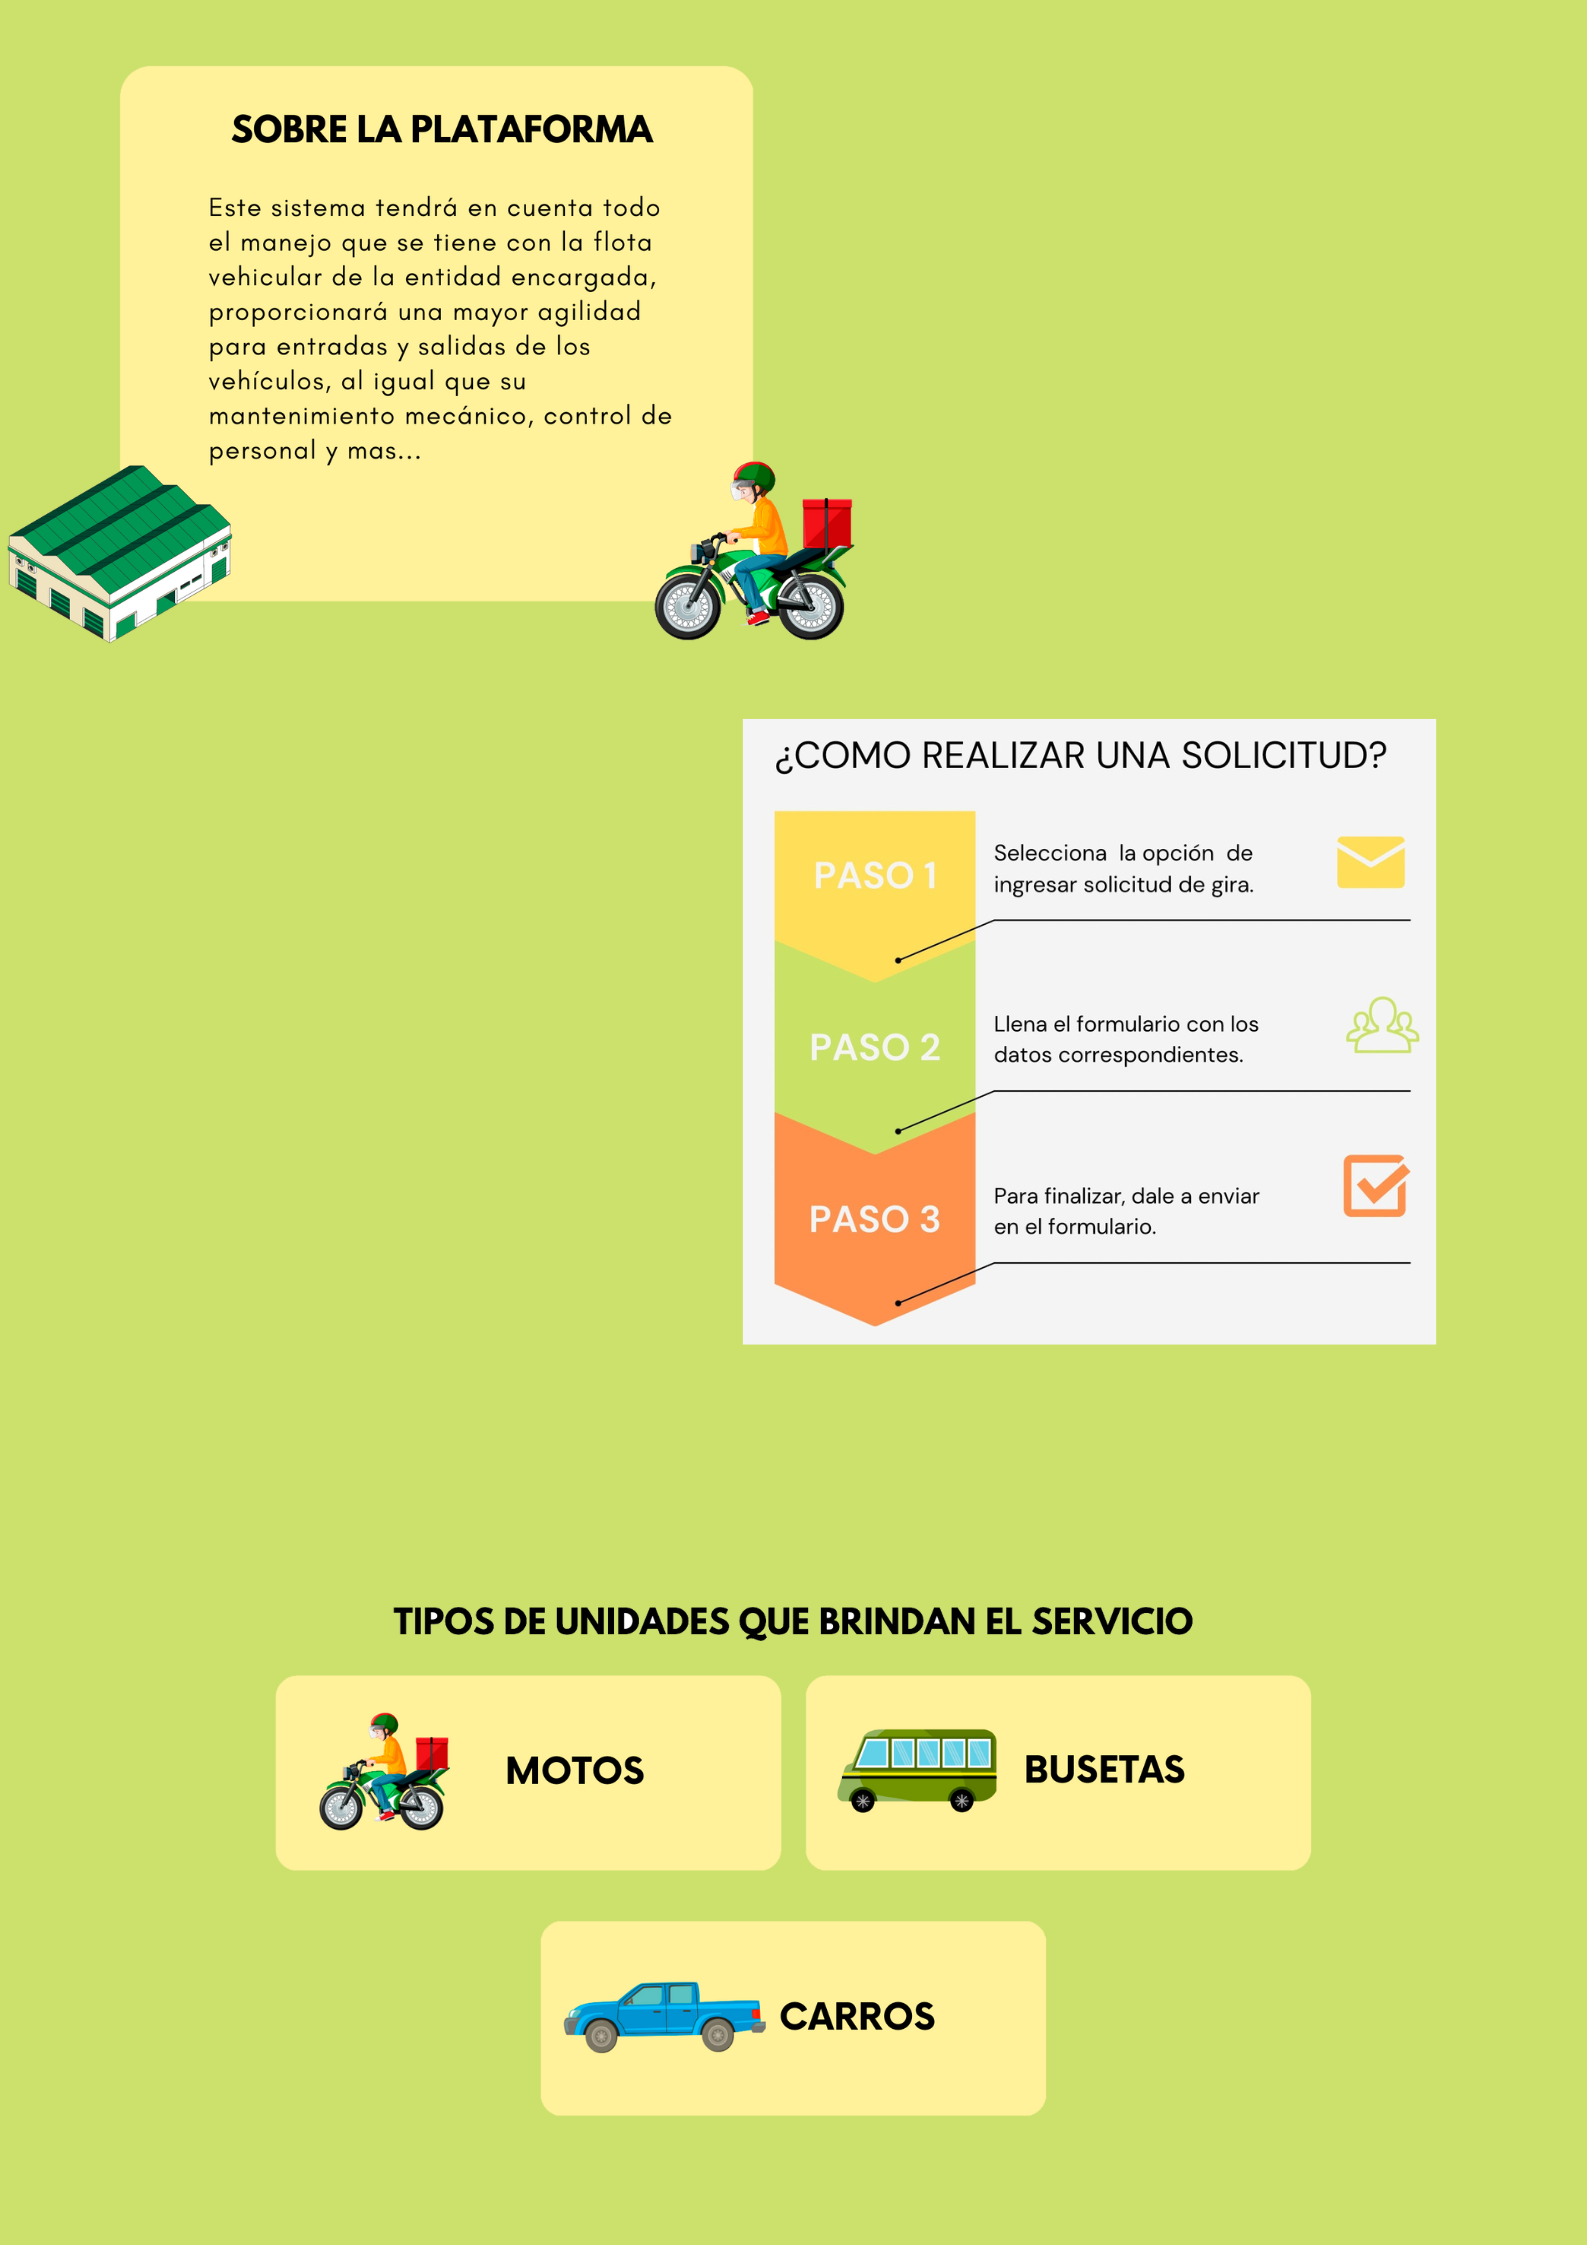 SOBRE LA PLATAFORMA
Este sistema tendrá en cuenta todo
el manejo que se tiene con la flota
vehicular de la entidad encargada,
proporcionará una mayor agilidad
para entradas y salidas de los
vehículos, al igual que su
mantenimiento mecánico, control de
personal y mas...
¿COMO REALIZAR UNA SOLICITUD?
PASO 1
Selecciona la opción de
ingresar solicitud de gira.
PASO 2
Llena el formulario con los
datos correspondientes.
PASO 3
Para finalizar, dale a enviar
en el formulario.
TIPOS DE UNIDADES QUE BRINDAN EL SERVICIO
MOTOS
BUSETAS
CARROS